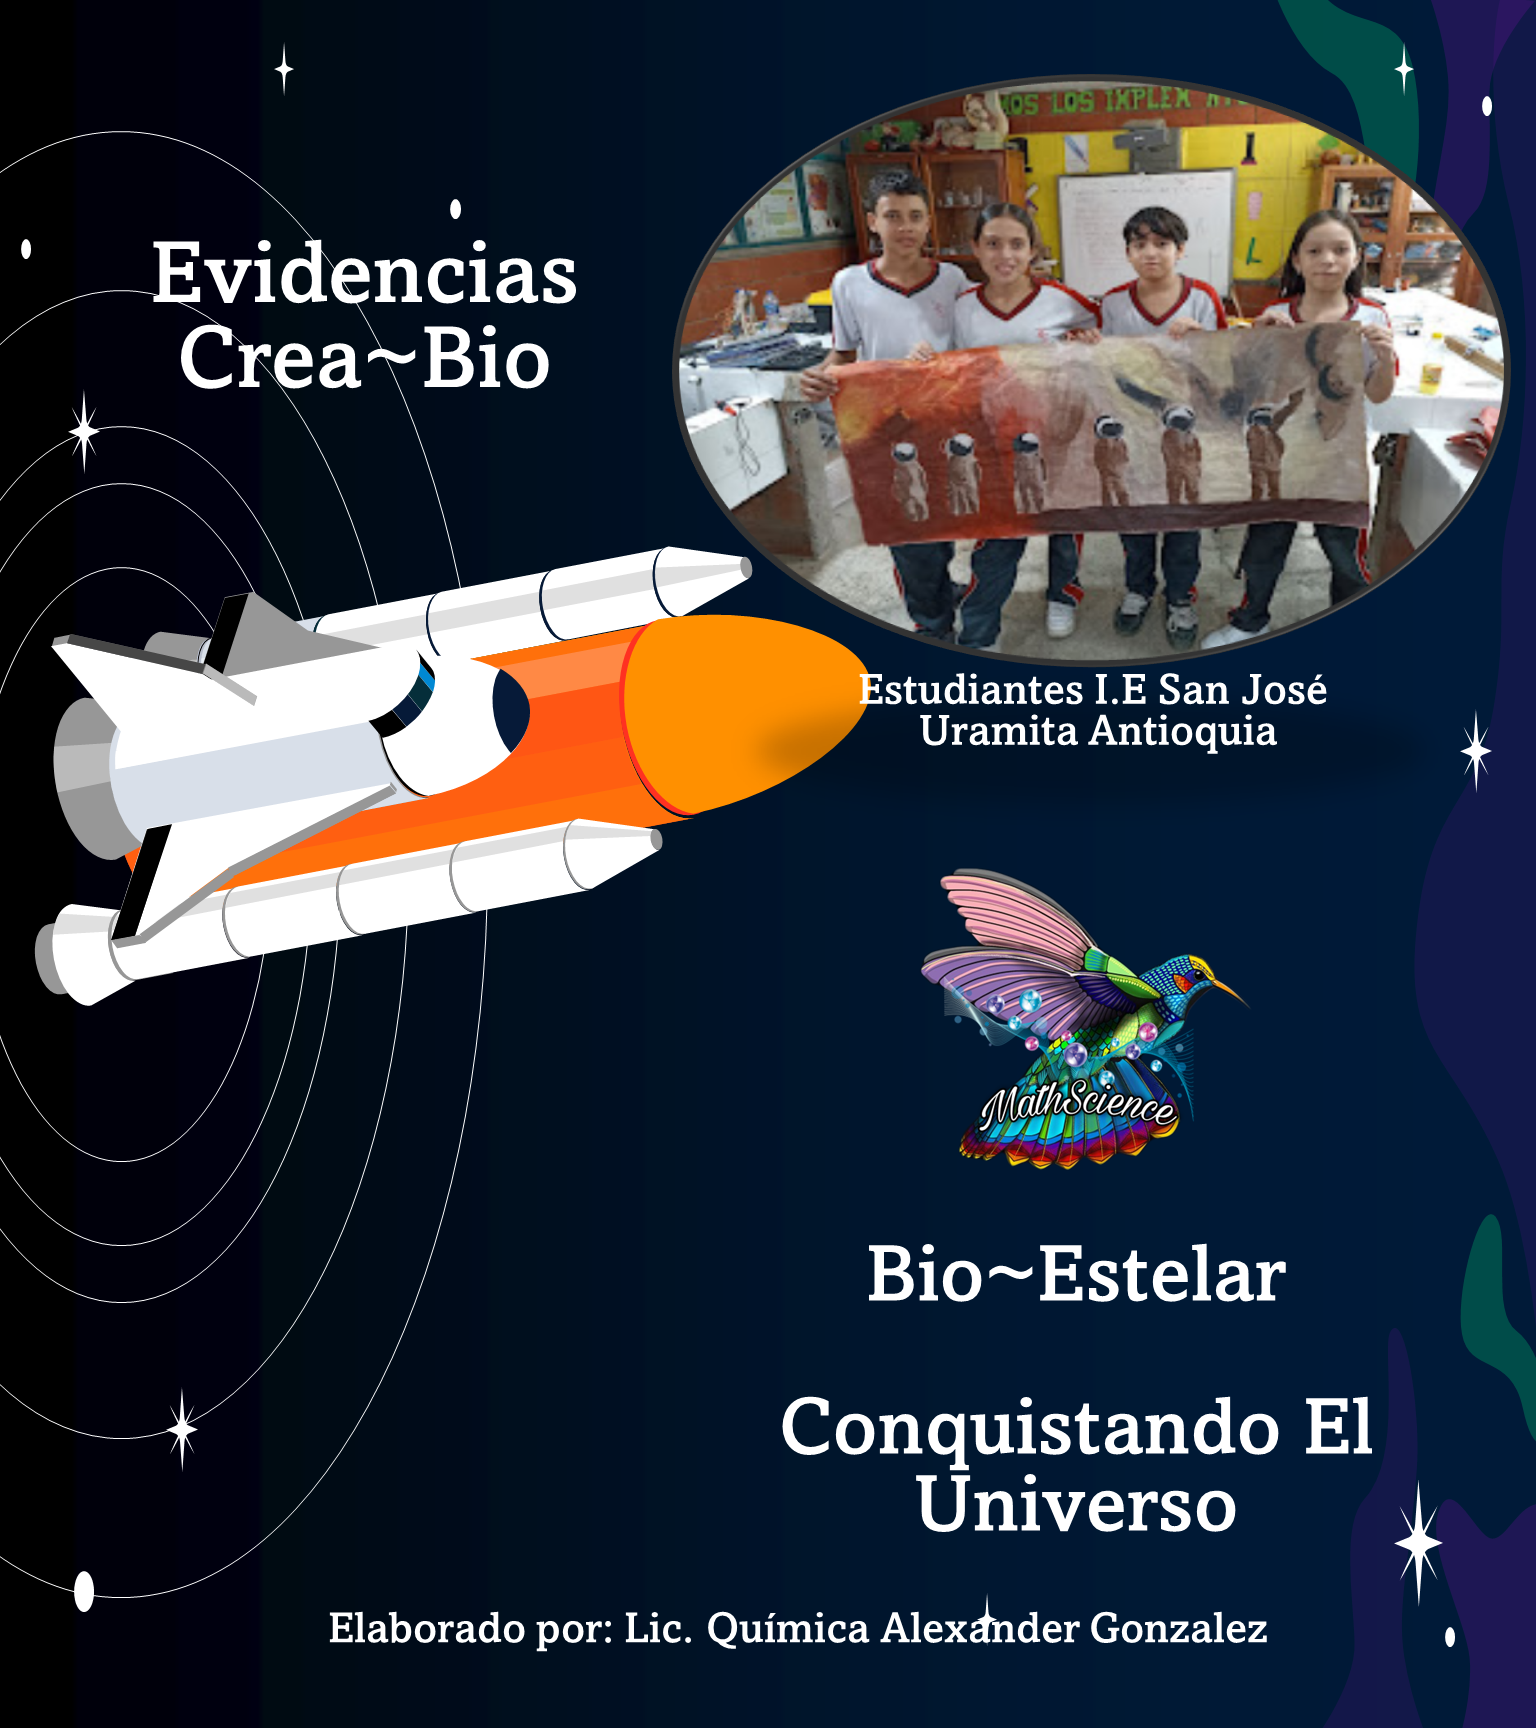 Evidencias
Crea~Bio
MOS LOS IMPLEM
Estudiantes I.E San José
Uramita Antioquia
MathScience
Bio~Estelar
Conquistando El
Universo
Elaborado por: Lic. Química Alexander Gonzalez